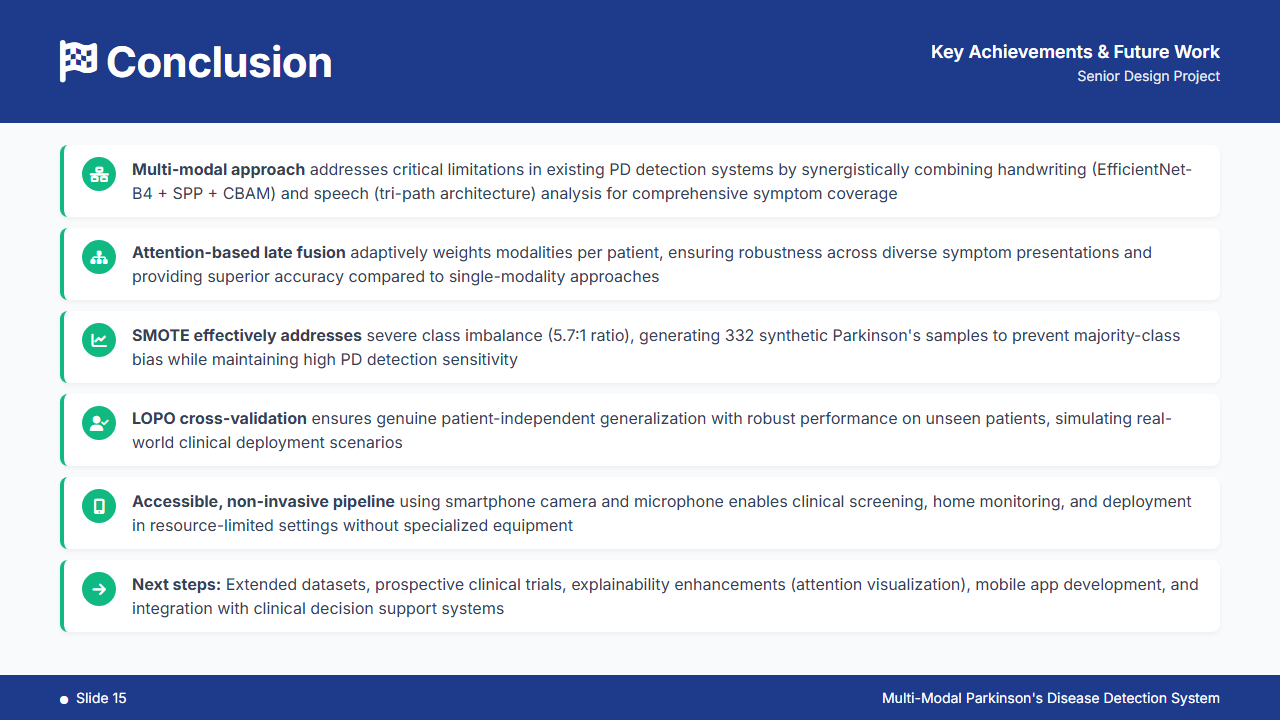 Conclusion
Key Achievements & Future Work
Senior Design Project
Multi-modal approach addresses critical limitations in existing PD detection systems by synergistically combining handwriting (EfficientNet-
B4 + SPP + CBAM) and speech (tri-path architecture) analysis for comprehensive symptom coverage
Attention-based late fusion adaptively weights modalities per patient, ensuring robustness across diverse symptom presentations and
providing superior accuracy compared to single-modality approaches
SMOTE effectively addresses severe class imbalance (5.7:1 ratio), generating 332 synthetic Parkinson's samples to prevent majority-class
bias while maintaining high PD detection sensitivity
LOPO cross-validation ensures genuine patient-independent generalization with robust performance on unseen patients, simulating real-
world clinical deployment scenarios
Accessible, non-invasive pipeline using smartphone camera and microphone enables clinical screening, home monitoring, and deployment
in resource-limited settings without specialized equipment
Next steps: Extended datasets, prospective clinical trials, explainability enhancements (attention visualization), mobile app development, and
integration with clinical decision support systems
Slide 15
Multi-Modal Parkinson's Disease Detection System